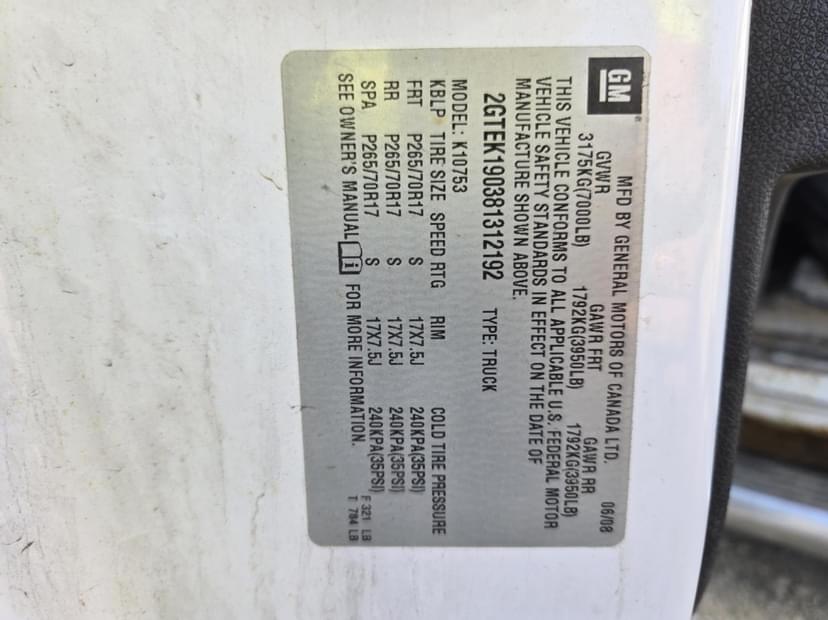 GM
MFD BY GENERAL MOTORS OF CANADA LTD. 06/08
GVWR GAWR FRT GAWR RR
3175KG(7000LB) 1792KG(3950LB) 1792KG(3950LB)
THIS VEHICLE CONFORMS TO ALL APPLICABLE U.S. FEDERAL MOTOR
VEHICLE SAFETY STANDARDS IN EFFECT ON THE DATE OF
MANUFACTURE SHOWN ABOVE.
2GTEK190381312192 TYPE: TRUCK
MODEL: K10753
KBLP TIRE SIZE SPEED RTG RIM COLD TIRE PRESSURE
FRT P265/70R17 S 17X7.5J 240KPA(35PSI)
RR P265/70R17 S 17X7.5J 240KPA(35PSI)
SPA P265/70R17 S 17X7.5J 240KPA(35PSI) F 321 LB
SEE OWNER'S MANUAL i FOR MORE INFORMATION. T 784 LB